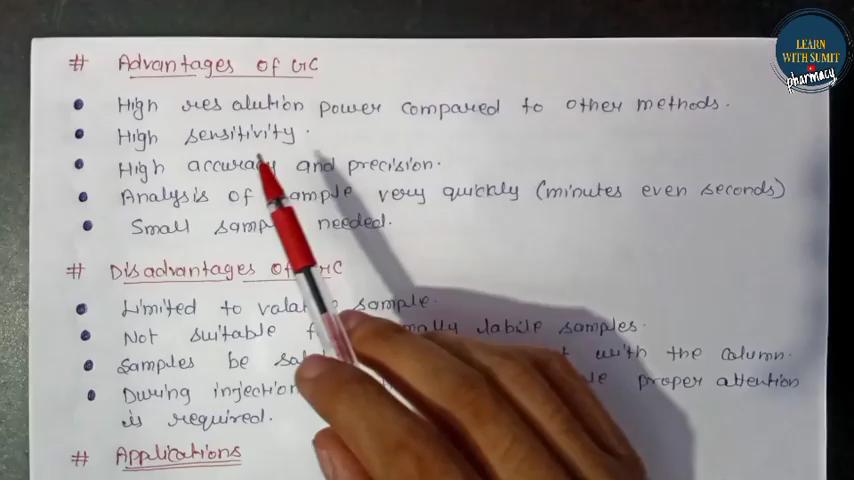 LEARN
WITH SUMIT
pharmacy
# Advantages of GC
• High resolution power compared to other methods.
• High sensitivity.
• High accuracy and precision.
• Analysis of sample very quickly (minutes even seconds)
• Small sample needed.
# Disadvantages of GC
• Limited to sample.
• Not suitable labile samples.
• Samples be with the column.
• During injection proper attention
is required.
# Applications